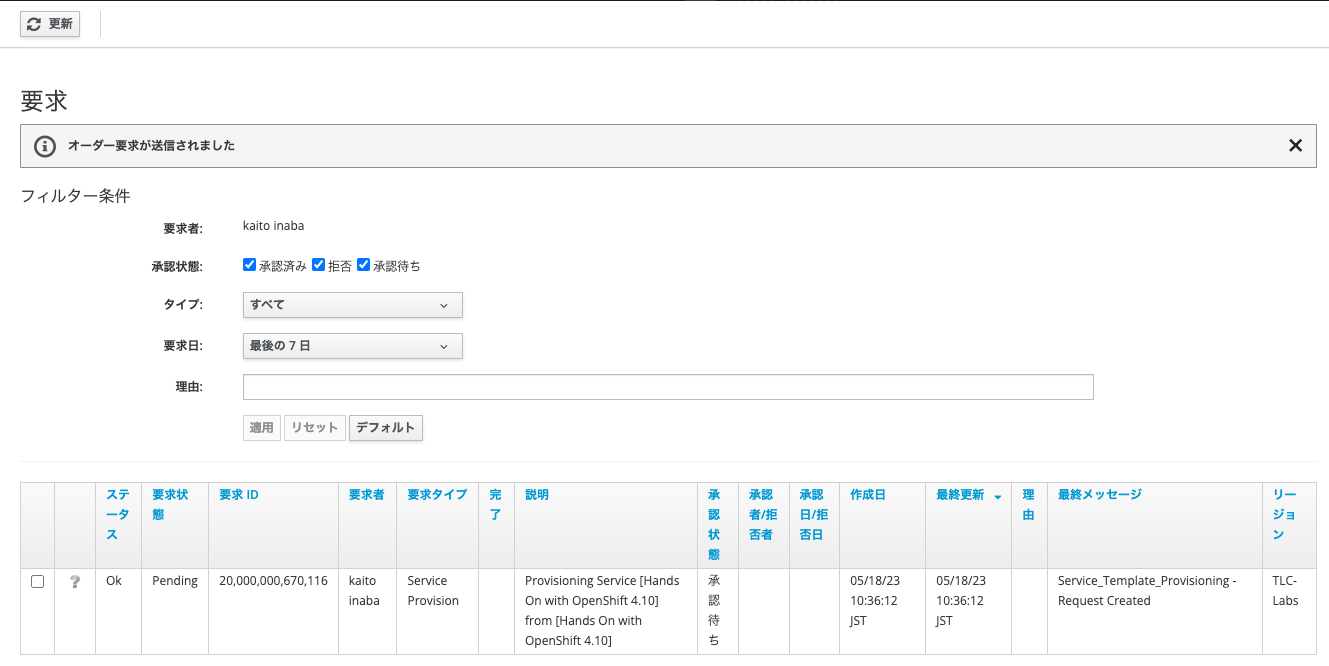 更新
要求
オーダー要求が送信されました
フィルター条件
要求者: kaito inaba
承認状態: 承認済み 拒否 承認待ち
タイプ: すべて
要求日: 最後の 7 日
理由:
適用 リセット デフォルト
ステータス
要求状態
要求 ID
要求者
要求タイプ
完了
説明
承認状態
承認者/拒否者
承認日/拒否日
作成日
最終更新
理由
最終メッセージ
リージョン
Ok
Pending
20,000,000,670,116
kaito
inaba
Service
Provision
Provisioning Service [Hands
On with OpenShift 4.10]
from [Hands On with
OpenShift 4.10]
承認待ち
05/18/23
10:36:12
JST
05/18/23
10:36:12
JST
Service_Template_Provisioning -
Request Created
TLC-
Labs